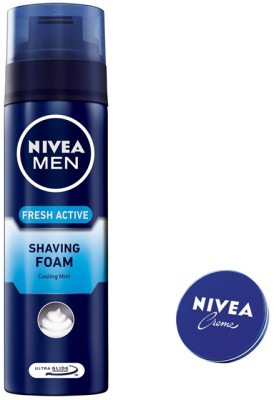 NIVEA
MEN
FRESH ACTIVE
SHAVING
FOAM
Cooling Mint
ULTRA GLIDE
NIVEA
Creme